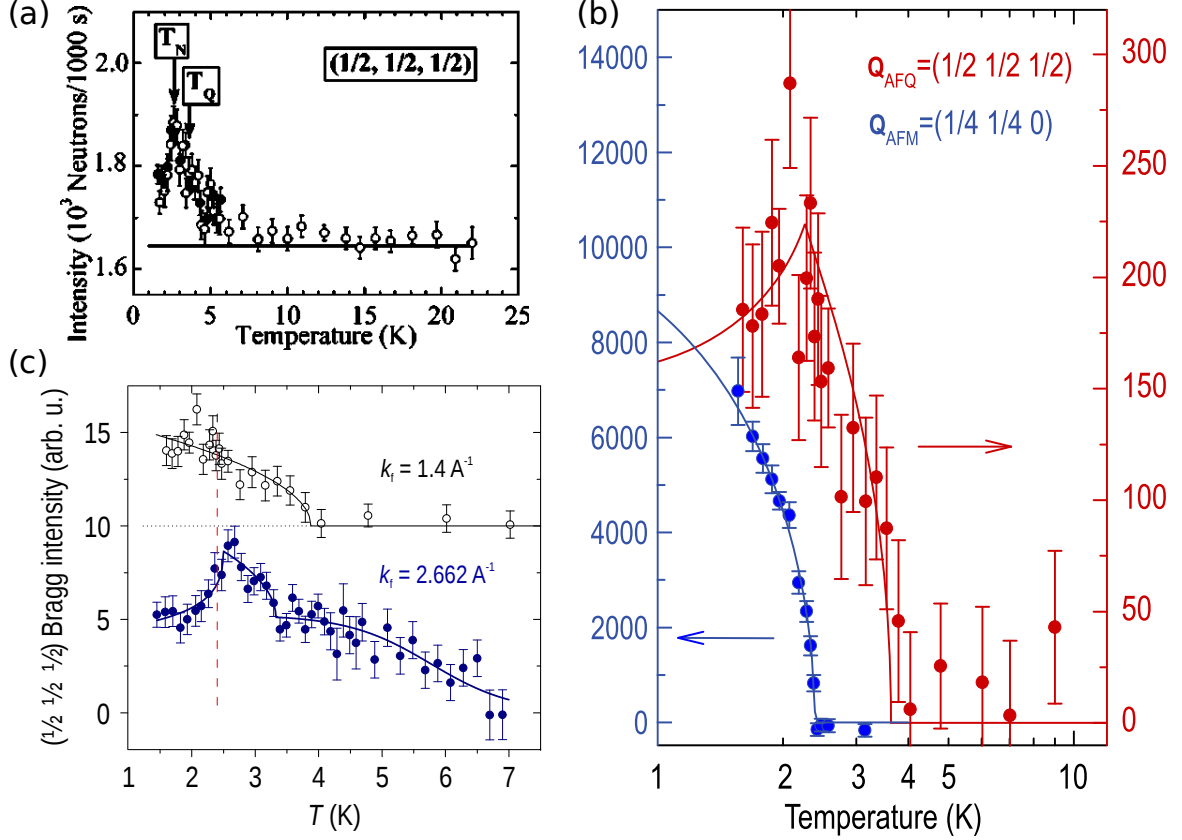 (a)
Intensity (10³ Neutrons/1000 s)
2.0
1.8
1.6
T_N
T_Q
(1/2, 1/2, 1/2)
0 5 10 15 20 25
Temperature (K)
(b)
14000
12000
10000
8000
6000
4000
2000
0
Q_AFQ=(1/2 1/2 1/2)
Q_AFM=(1/4 1/4 0)
300
250
200
150
100
50
0
1 2 3 4 5 10
Temperature (K)
(c)
(½ ½ ½) Bragg intensity (arb. u.)
15
10
5
0
k_f = 1.4 A⁻¹
k_f = 2.662 A⁻¹
1 2 3 4 5 6 7
T (K)